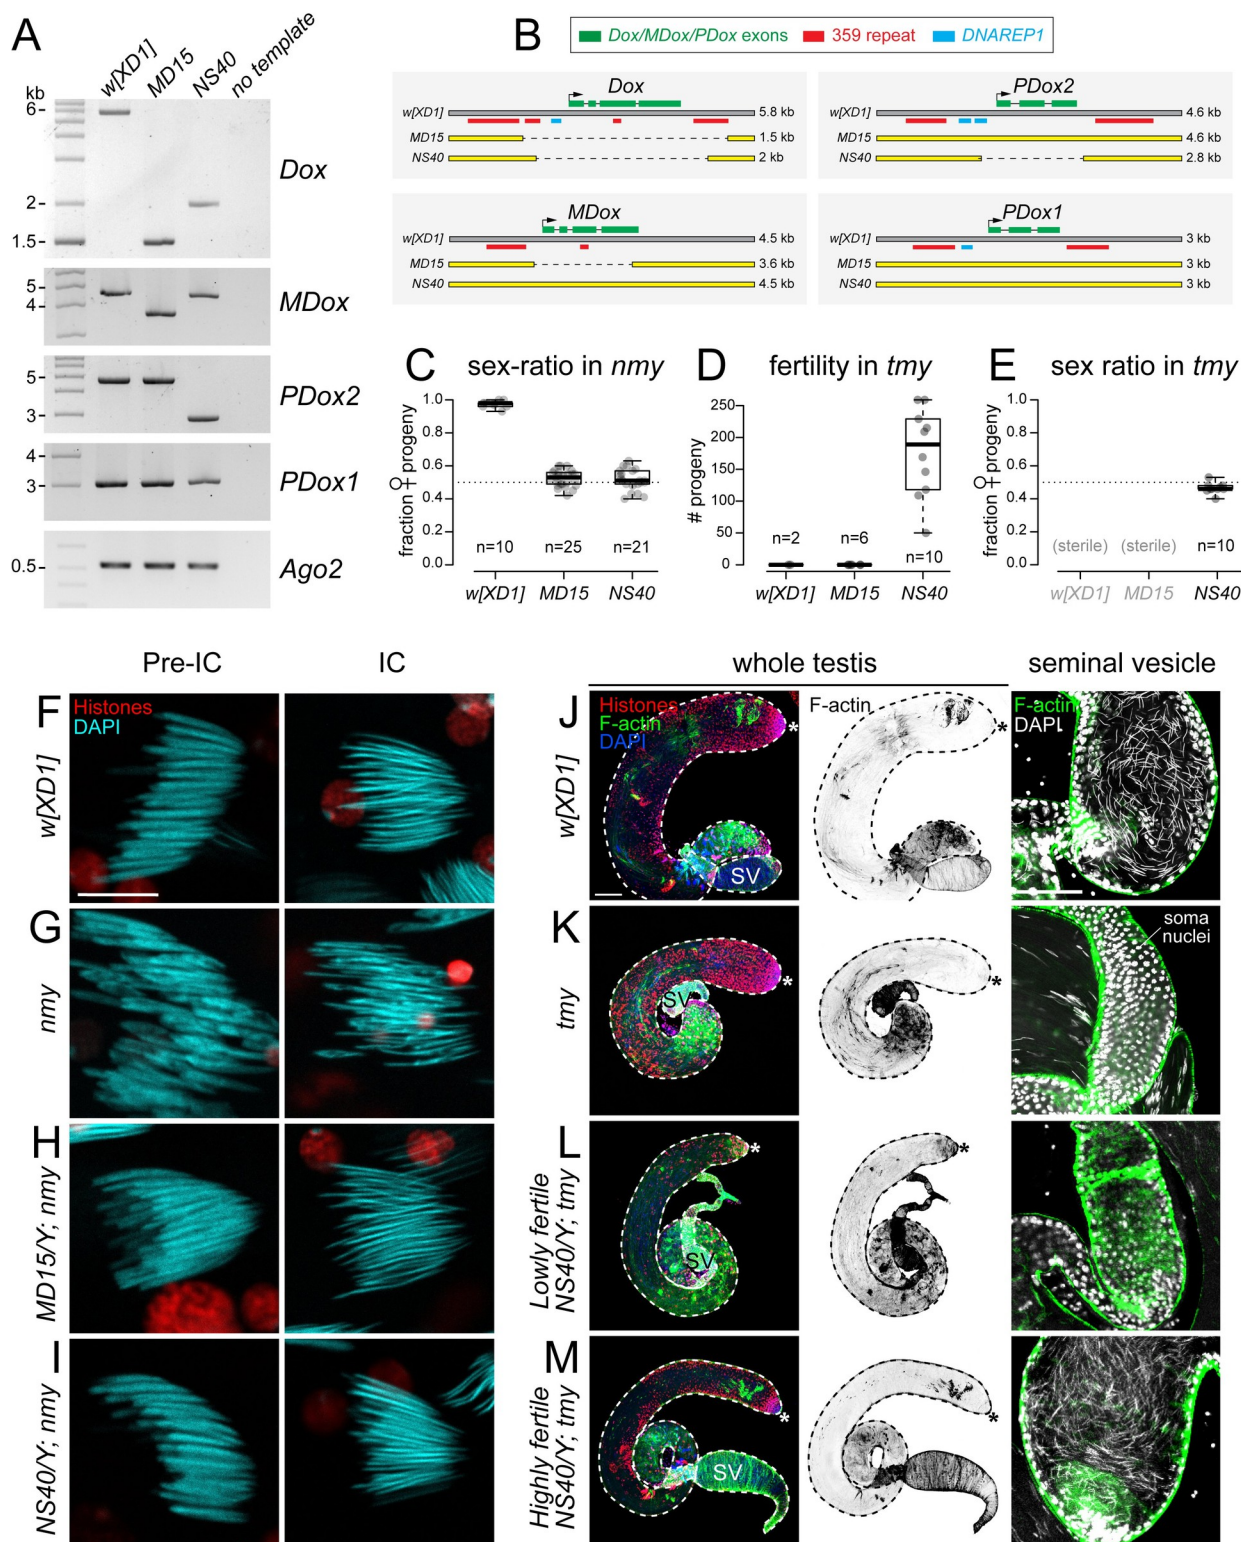 A
kb
w[XD1]
MD15
NS40
no template
6
2
1.5
Dox
5
4
MDox
5
3
PDox2
4
3
PDox1
0.5
Ago2
B
Dox/MDox/PDox exons
359 repeat
DNAREP1
Dox
w[XD1] 5.8 kb
MD15 1.5 kb
NS40 2 kb
PDox2
w[XD1] 4.6 kb
MD15 4.6 kb
NS40 2.8 kb
MDox
w[XD1] 4.5 kb
MD15 3.6 kb
NS40 4.5 kb
PDox1
w[XD1] 3 kb
MD15 3 kb
NS40 3 kb
C sex-ratio in nmy
fraction ♀ progeny
1.0
0.8
0.6
0.4
0.2
0.0
n=10 n=25 n=21
w[XD1] MD15 NS40
D fertility in tmy
# progeny
250
200
150
100
50
0
n=2 n=6 n=10
w[XD1] MD15 NS40
E sex ratio in tmy
fraction ♀ progeny
1.0
0.8
0.6
0.4
0.2
0.0
(sterile) (sterile) n=10
w[XD1] MD15 NS40
Pre-IC IC
F w[XD1]
Histones
DAPI
G nmy
H MD15/Y; nmy
I NS40/Y; nmy
whole testis seminal vesicle
J w[XD1]
Histones
F-actin
DAPI
SV
*
F-actin
*
F-actin
DAPI
K tmy
SV
*
*
soma
nuclei
L Lowly fertile
NS40/Y; tmy
SV
*
*
M Highly fertile
NS40/Y; tmy
SV
*
*